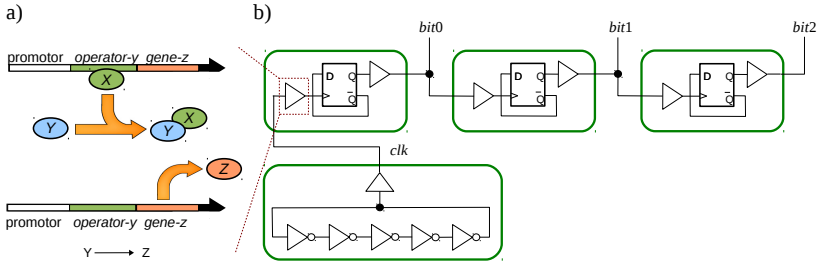 a)
promotor operator-y gene-z
X
Y
Y X
Z
promotor operator-y gene-z
Y Z
b)
bit0 bit1 bit2
D Q
Q
D Q
Q
D Q
Q
clk